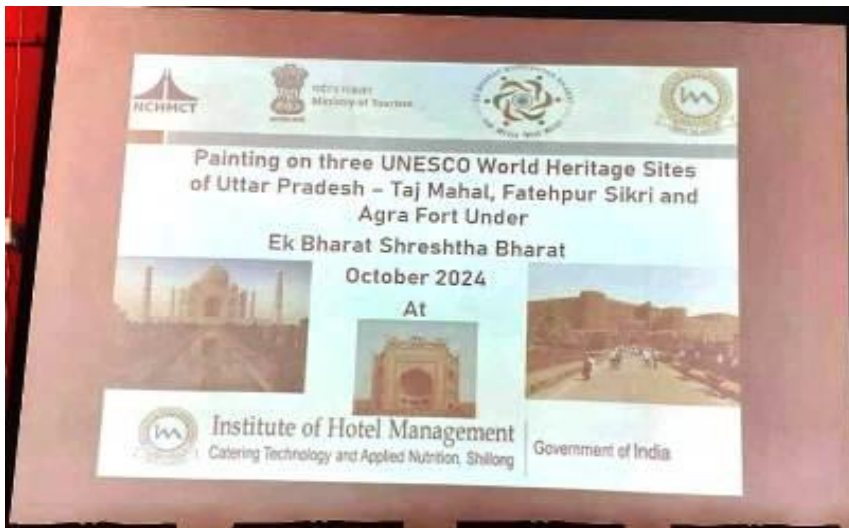 NCHMCT
Ministry of Tourism
Painting on three UNESCO World Heritage Sites
of Uttar Pradesh – Taj Mahal, Fatehpur Sikri and
Agra Fort Under
Ek Bharat Shreshtha Bharat
October 2024
At
Institute of Hotel Management
Catering Technology and Applied Nutrition, Shillong
Government of India